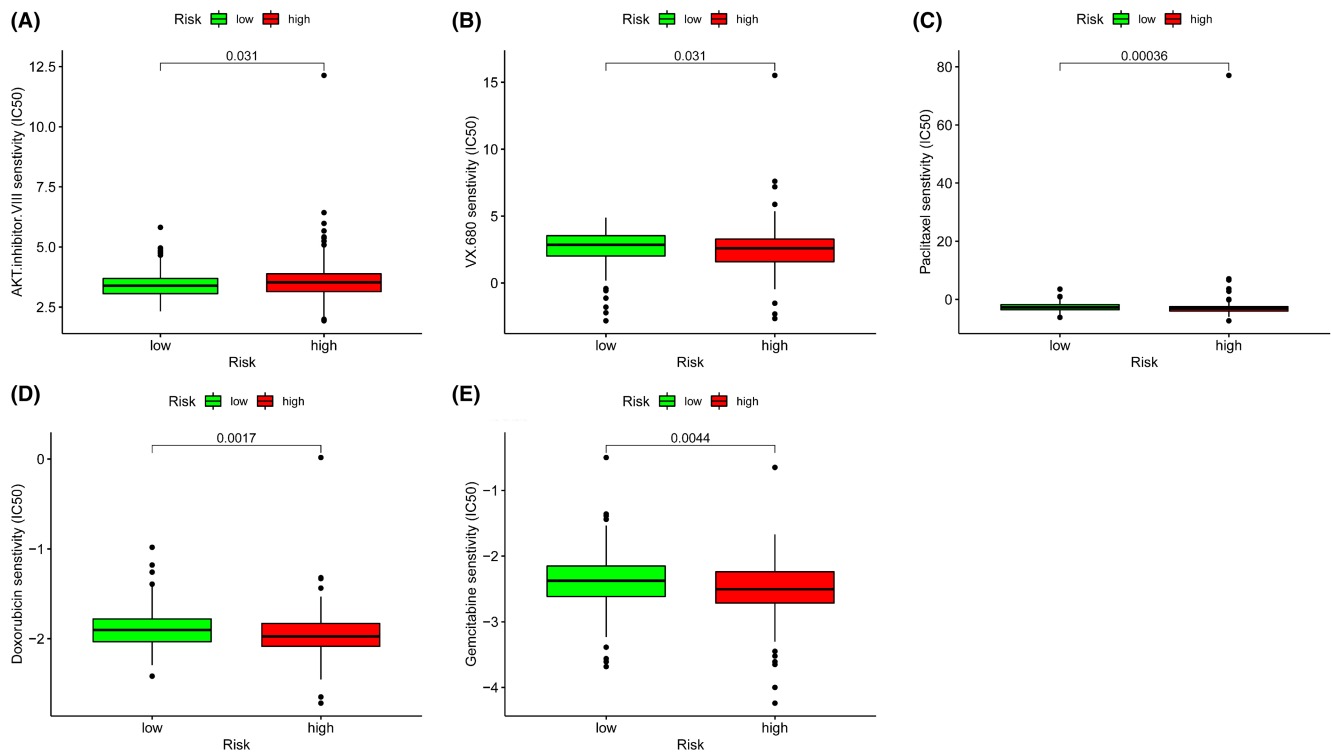 (A)
Risk low high
0.031
12.5
10.0
7.5
5.0
2.5
AKT.inhibitor.VIII senstivity (IC50)
low high
Risk
(B)
Risk low high
0.031
15
10
5
0
VX.680 senstivity (IC50)
low high
Risk
(C)
Risk low high
0.00036
80
60
40
20
0
Paclitaxel senstivity (IC50)
low high
Risk
(D)
Risk low high
0.0017
0
−1
−2
Doxorubicin senstivity (IC50)
low high
Risk
(E)
Risk low high
0.0044
−1
−2
−3
−4
Gemcitabine senstivity (IC50)
low high
Risk